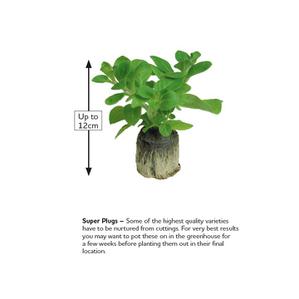 Up to
12cm
Super Plugs – Some of the highest quality varieties
have to be nurtured from cuttings. For very best results
you may want to pot these on in the greenhouse for
a few weeks before planting them out in their final
location.